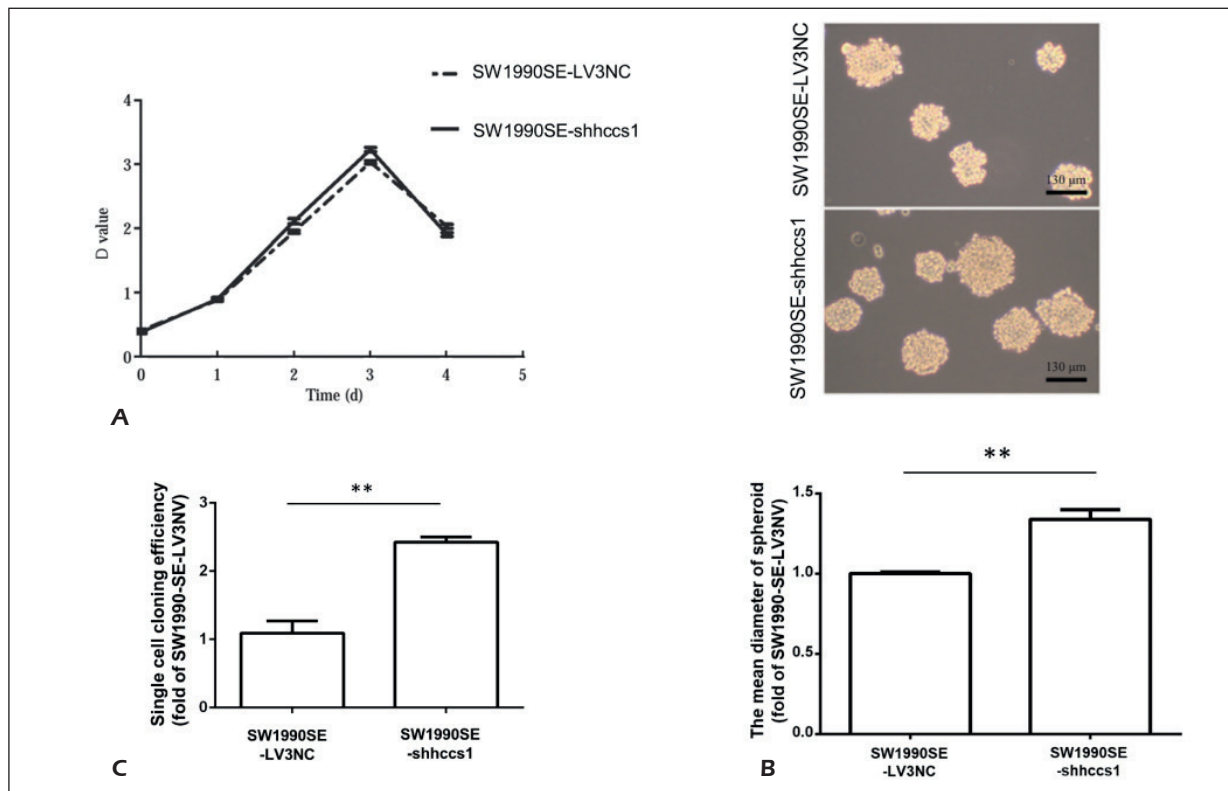 SW1990SE-LV3NC
SW1990SE-shhccs1
4
3
2
1
0
D value
0 1 2 3 4 5
Time (d)
A
SW1990SE-LV3NC
130 µm
SW1990SE-shhccs1
130 µm
**
Single cell cloning efficiency
(fold of SW1990-SE-LV3NV)
3
2
1
0
SW1990SE
-LV3NC
SW1990SE
-shhccs1
C
**
The mean diameter of spheroid
(fold of SW1990-SE-LV3NV)
1.5
1.0
0.5
0.0
SW1990SE
-LV3NC
SW1990SE
-shhccs1
B